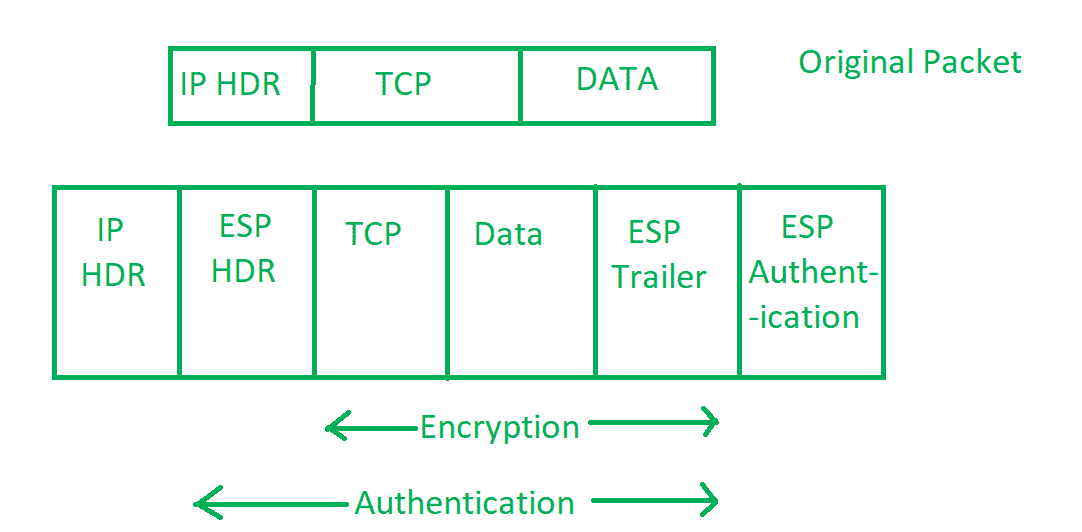 IP HDR TCP DATA Original Packet
IP HDR
ESP HDR
TCP
Data
ESP Trailer
ESP Authent-
-ication
Encryption
Authentication